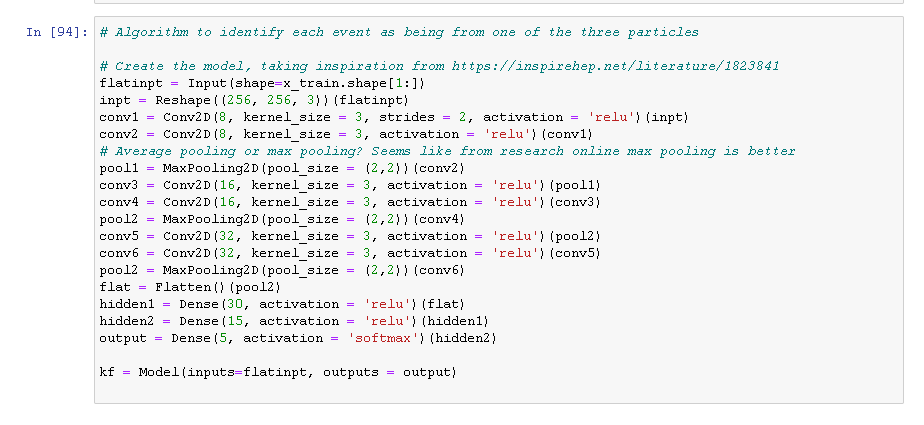 In [94]:
# Algorithm to identify each event as being from one of the three particles
# Create the model, taking inspiration from https://inspirehep.net/literature/1823841
flatinpt = Input(shape=x_train.shape[1:])
inpt = Reshape((256, 256, 3))(flatinpt)
conv1 = Conv2D(8, kernel_size = 3, strides = 2, activation = 'relu')(inpt)
conv2 = Conv2D(8, kernel_size = 3, activation = 'relu')(conv1)
# Average pooling or max pooling? Seems like from research online max pooling is better
pool1 = MaxPooling2D(pool_size = (2,2))(conv2)
conv3 = Conv2D(16, kernel_size = 3, activation = 'relu')(pool1)
conv4 = Conv2D(16, kernel_size = 3, activation = 'relu')(conv3)
pool2 = MaxPooling2D(pool_size = (2,2))(conv4)
conv5 = Conv2D(32, kernel_size = 3, activation = 'relu')(pool2)
conv6 = Conv2D(32, kernel_size = 3, activation = 'relu')(conv5)
pool2 = MaxPooling2D(pool_size = (2,2))(conv6)
flat = Flatten()(pool2)
hidden1 = Dense(30, activation = 'relu')(flat)
hidden2 = Dense(15, activation = 'relu')(hidden1)
output = Dense(5, activation = 'softmax')(hidden2)
kf = Model(inputs=flatinpt, outputs = output)